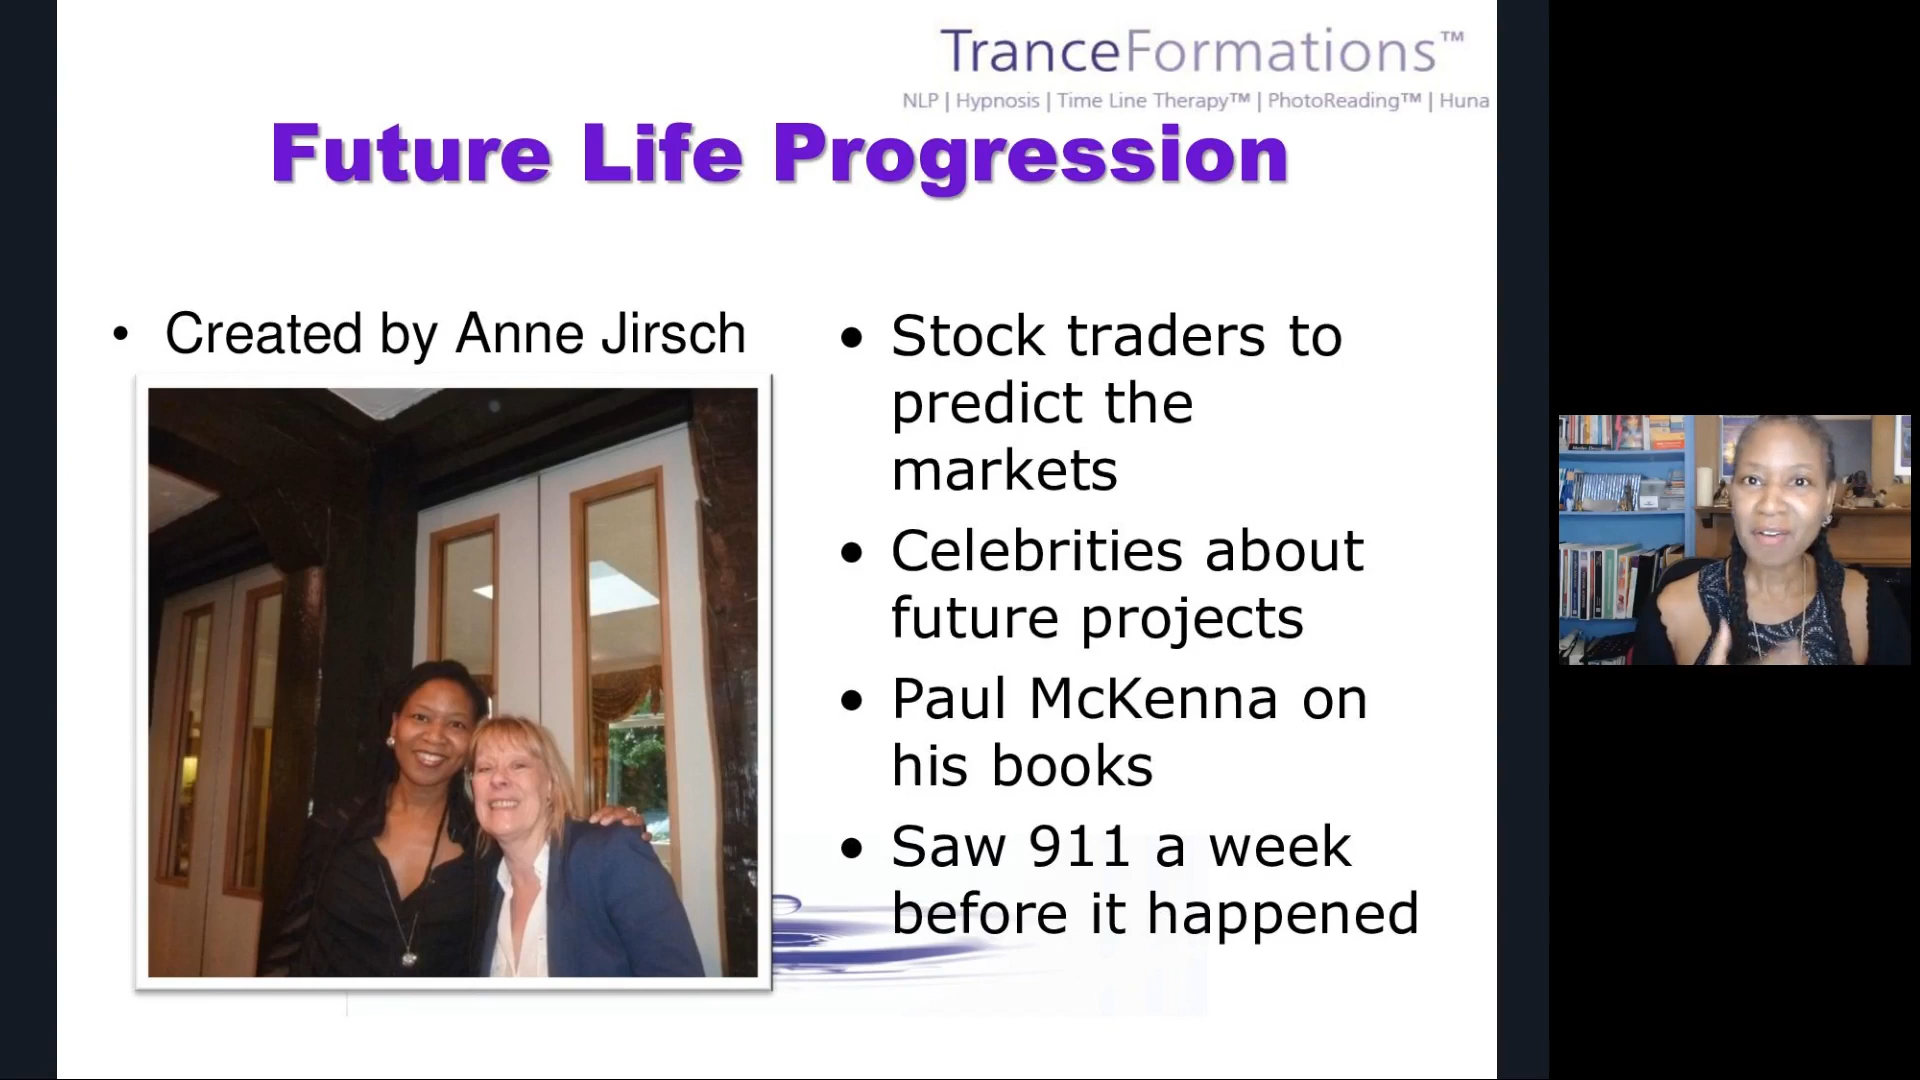 TranceFormations™
NLP | Hypnosis | Time Line Therapy™ | PhotoReading™ | Huna
Future Life Progression
• Created by Anne Jirsch
• Stock traders to
predict the
markets
• Celebrities about
future projects
• Paul McKenna on
his books
• Saw 911 a week
before it happened